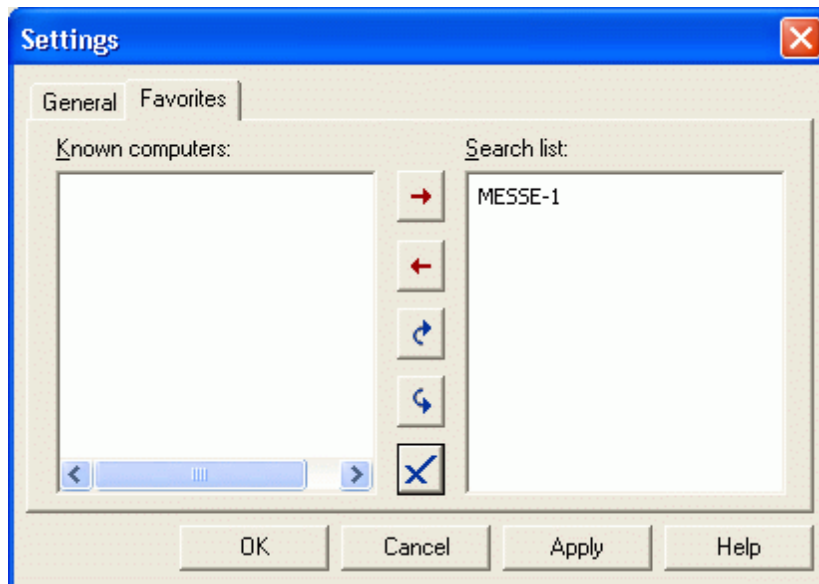 Settings
General
Favorites
Known computers:
Search list:
MESSE-1
OK
Cancel
Apply
Help